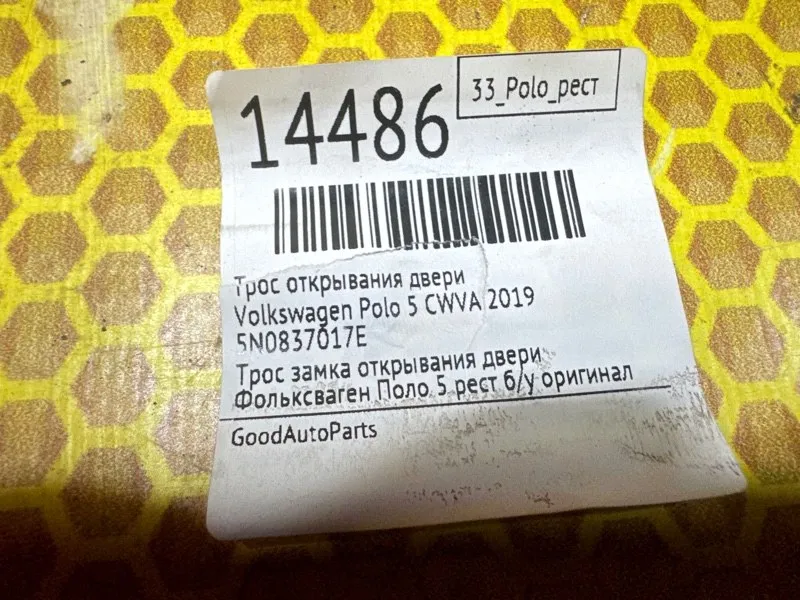 14486
33_Polo_рест
Трос открывания двери
Volkswagen Polo 5 CWVA 2019
5N0837017E
Трос замка открывания двери
Фольксваген Поло 5 рест б/у оригинал
GoodAutoParts